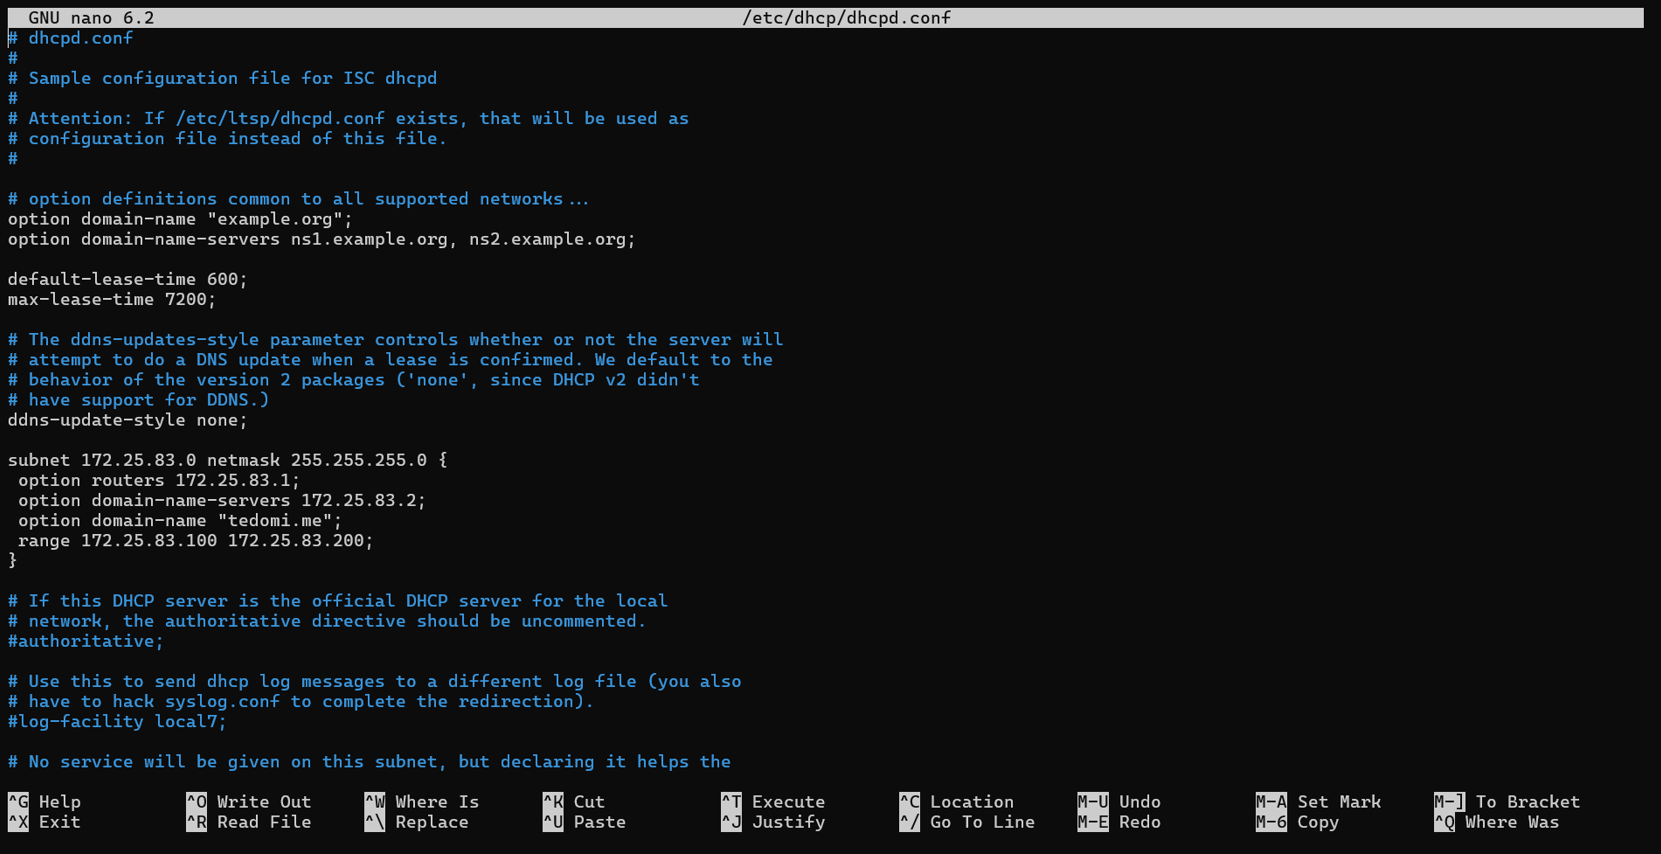 GNU nano 6.2 /etc/dhcp/dhcpd.conf
# dhcpd.conf
#
# Sample configuration file for ISC dhcpd
#
# Attention: If /etc/ltsp/dhcpd.conf exists, that will be used as
# configuration file instead of this file.
#
# option definitions common to all supported networks...
option domain-name "example.org";
option domain-name-servers ns1.example.org, ns2.example.org;
default-lease-time 600;
max-lease-time 7200;
# The ddns-updates-style parameter controls whether or not the server will
# attempt to do a DNS update when a lease is confirmed. We default to the
# behavior of the version 2 packages ('none', since DHCP v2 didn't
# have support for DDNS.)
ddns-update-style none;
subnet 172.25.83.0 netmask 255.255.255.0 {
option routers 172.25.83.1;
option domain-name-servers 172.25.83.2;
option domain-name "tedomi.me";
range 172.25.83.100 172.25.83.200;
}
# If this DHCP server is the official DHCP server for the local
# network, the authoritative directive should be uncommented.
#authoritative;
# Use this to send dhcp log messages to a different log file (you also
# have to hack syslog.conf to complete the redirection).
#log-facility local7;
# No service will be given on this subnet, but declaring it helps the
^G Help ^O Write Out ^W Where Is ^K Cut ^T Execute ^C Location M-U Undo M-A Set Mark M-] To Bracket
^X Exit ^R Read File ^\ Replace ^U Paste ^J Justify ^/ Go To Line M-E Redo M-6 Copy ^Q Where Was